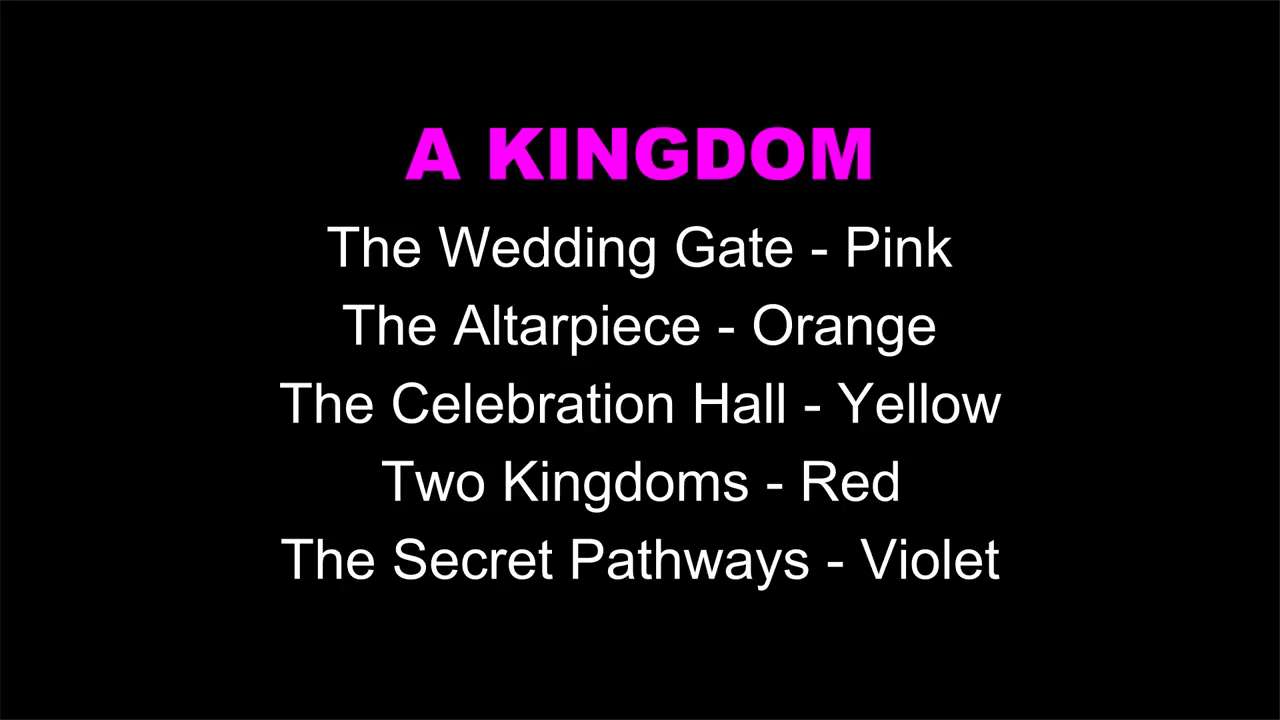 A KINGDOM
The Wedding Gate - Pink
The Altarpiece - Orange
The Celebration Hall - Yellow
Two Kingdoms - Red
The Secret Pathways - Violet